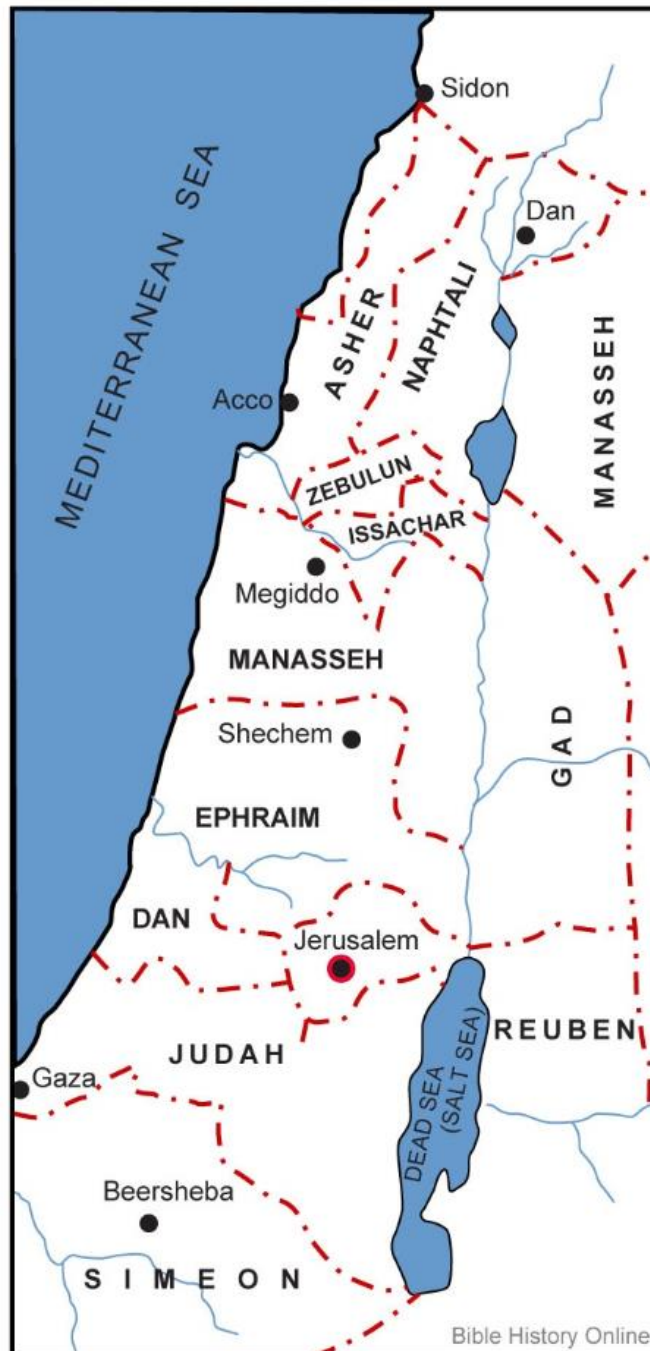 Sidon
MEDITERRANEAN SEA
Dan
ASHER
NAPHTALI
MANASSEH
Acco
ZEBULUN
ISSACHAR
Megiddo
MANASSEH
Shechem
GAD
EPHRAIM
DAN
Jerusalem
REUBEN
JUDAH
Gaza
DEAD SEA
(SALT SEA)
Beersheba
SIMEON
Bible History Online